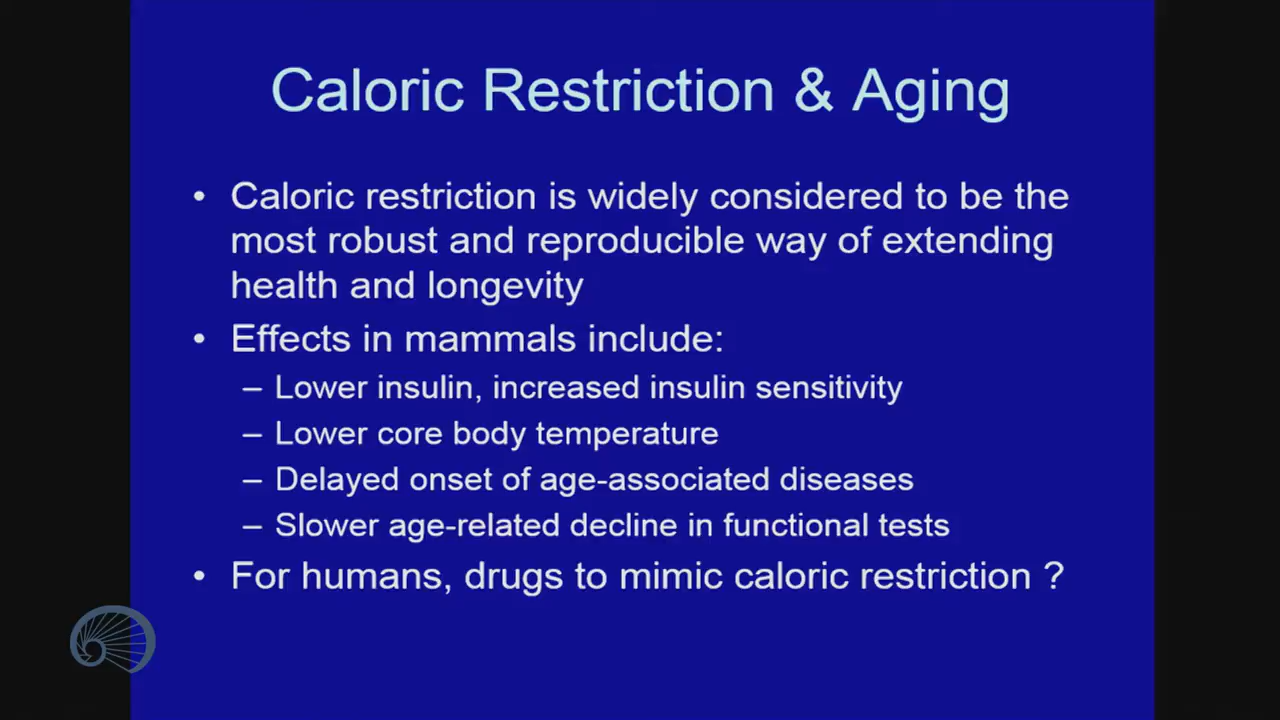 Caloric Restriction & Aging
• Caloric restriction is widely considered to be the
most robust and reproducible way of extending
health and longevity
• Effects in mammals include:
– Lower insulin, increased insulin sensitivity
– Lower core body temperature
– Delayed onset of age-associated diseases
– Slower age-related decline in functional tests
• For humans, drugs to mimic caloric restriction ?